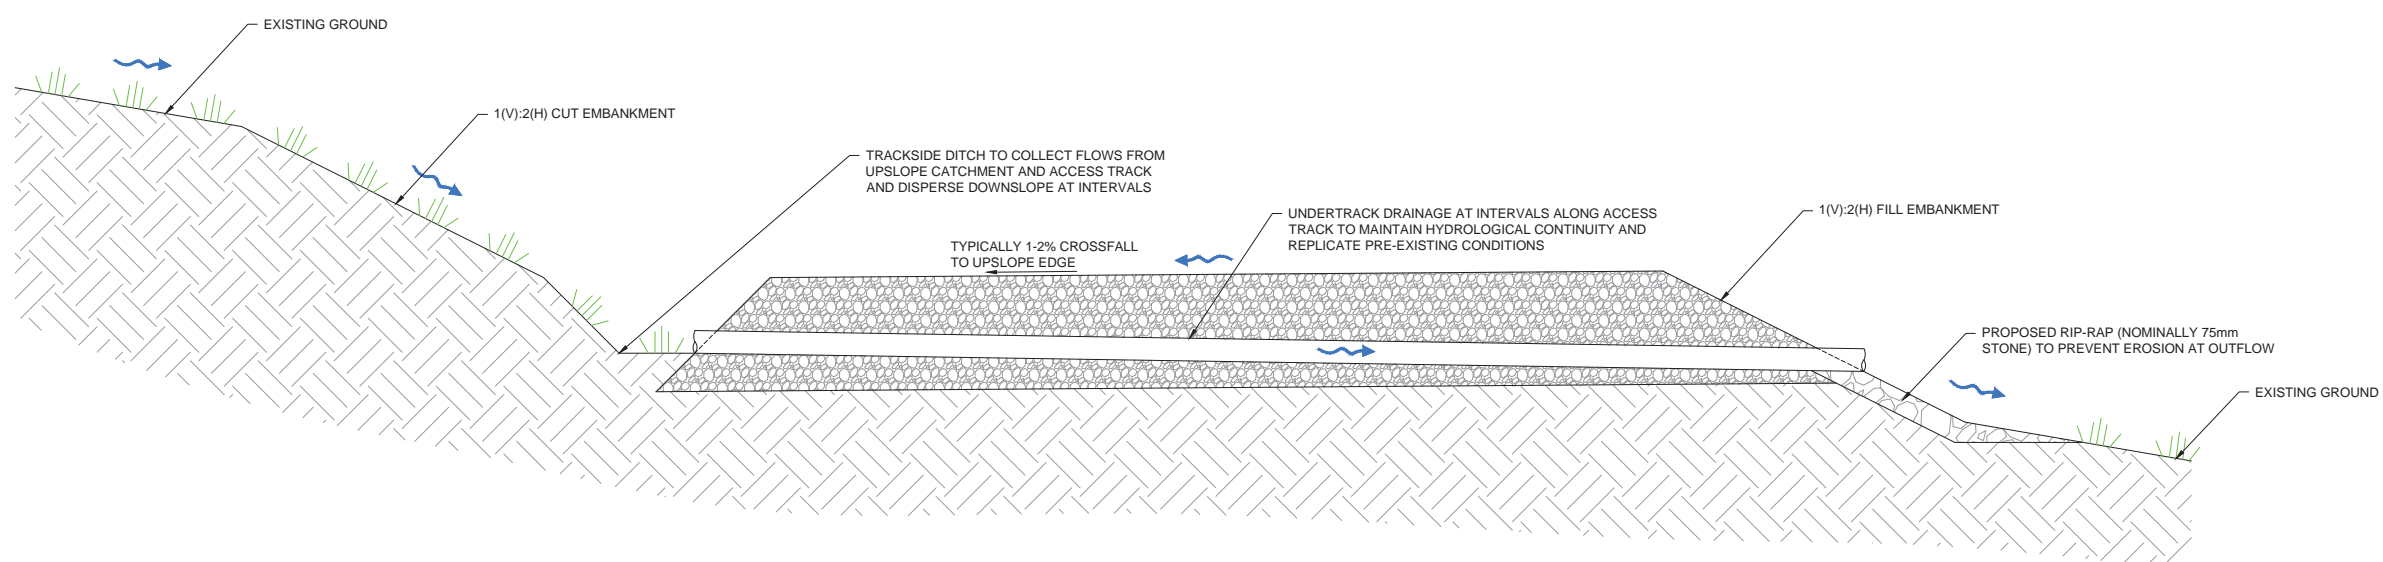 EXISTING GROUND
1(V):2(H) CUT EMBANKMENT
TRACKSIDE DITCH TO COLLECT FLOWS FROM
UPSLOPE CATCHMENT AND ACCESS TRACK
AND DISPERSE DOWNSLOPE AT INTERVALS
TYPICALLY 1-2% CROSSFALL
TO UPSLOPE EDGE
UNDERTRACK DRAINAGE AT INTERVALS ALONG ACCESS
TRACK TO MAINTAIN HYDROLOGICAL CONTINUITY AND
REPLICATE PRE-EXISTING CONDITIONS
1(V):2(H) FILL EMBANKMENT
PROPOSED RIP-RAP (NOMINALLY 75mm
STONE) TO PREVENT EROSION AT OUTFLOW
EXISTING GROUND